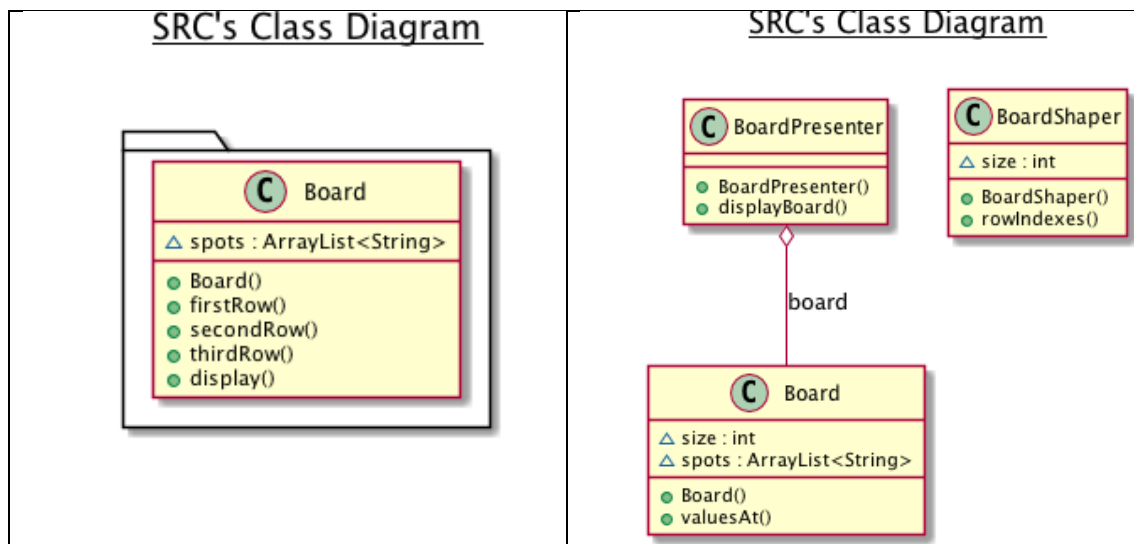 SRC's Class Diagram
C Board
spots : ArrayList<String>
Board()
firstRow()
secondRow()
thirdRow()
display()
SRC's Class Diagram
C BoardPresenter
BoardPresenter()
displayBoard()
C BoardShaper
size : int
BoardShaper()
rowIndexes()
board
C Board
size : int
spots : ArrayList<String>
Board()
valuesAt()